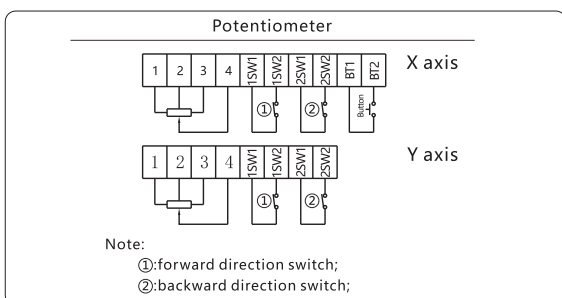 Potentiometer
1 2 3 4 1SW1 1SW2 2SW1 2SW2 BT1 BT2 X axis
① ② Button
1 2 3 4 1SW1 1SW2 2SW1 2SW2 Y axis
① ②
Note:
①:forward direction switch;
②:backward direction switch;